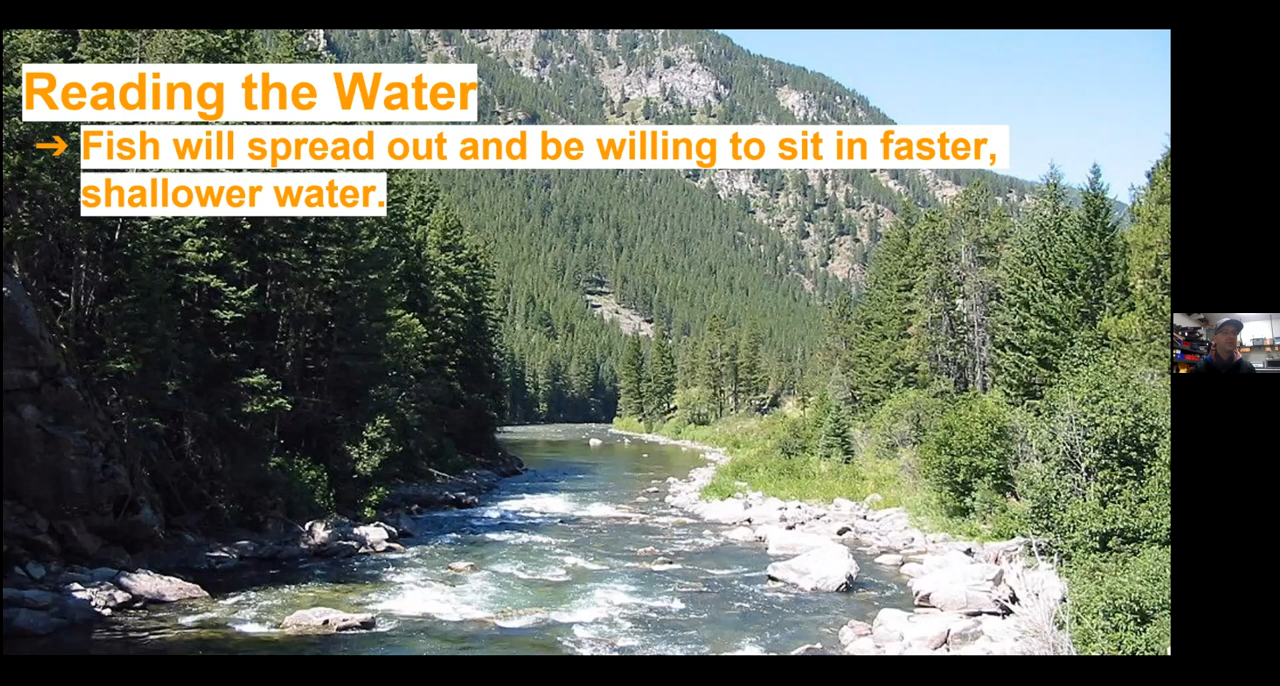 Reading the Water
➔ Fish will spread out and be willing to sit in faster,
shallower water.